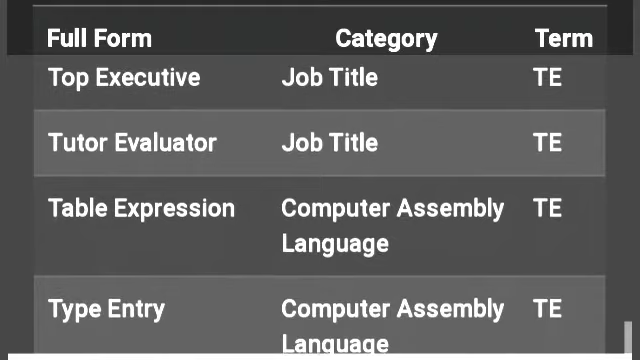 Full Form Category Term
Top Executive Job Title TE
Tutor Evaluator Job Title TE
Table Expression Computer Assembly Language TE
Type Entry Computer Assembly Language TE